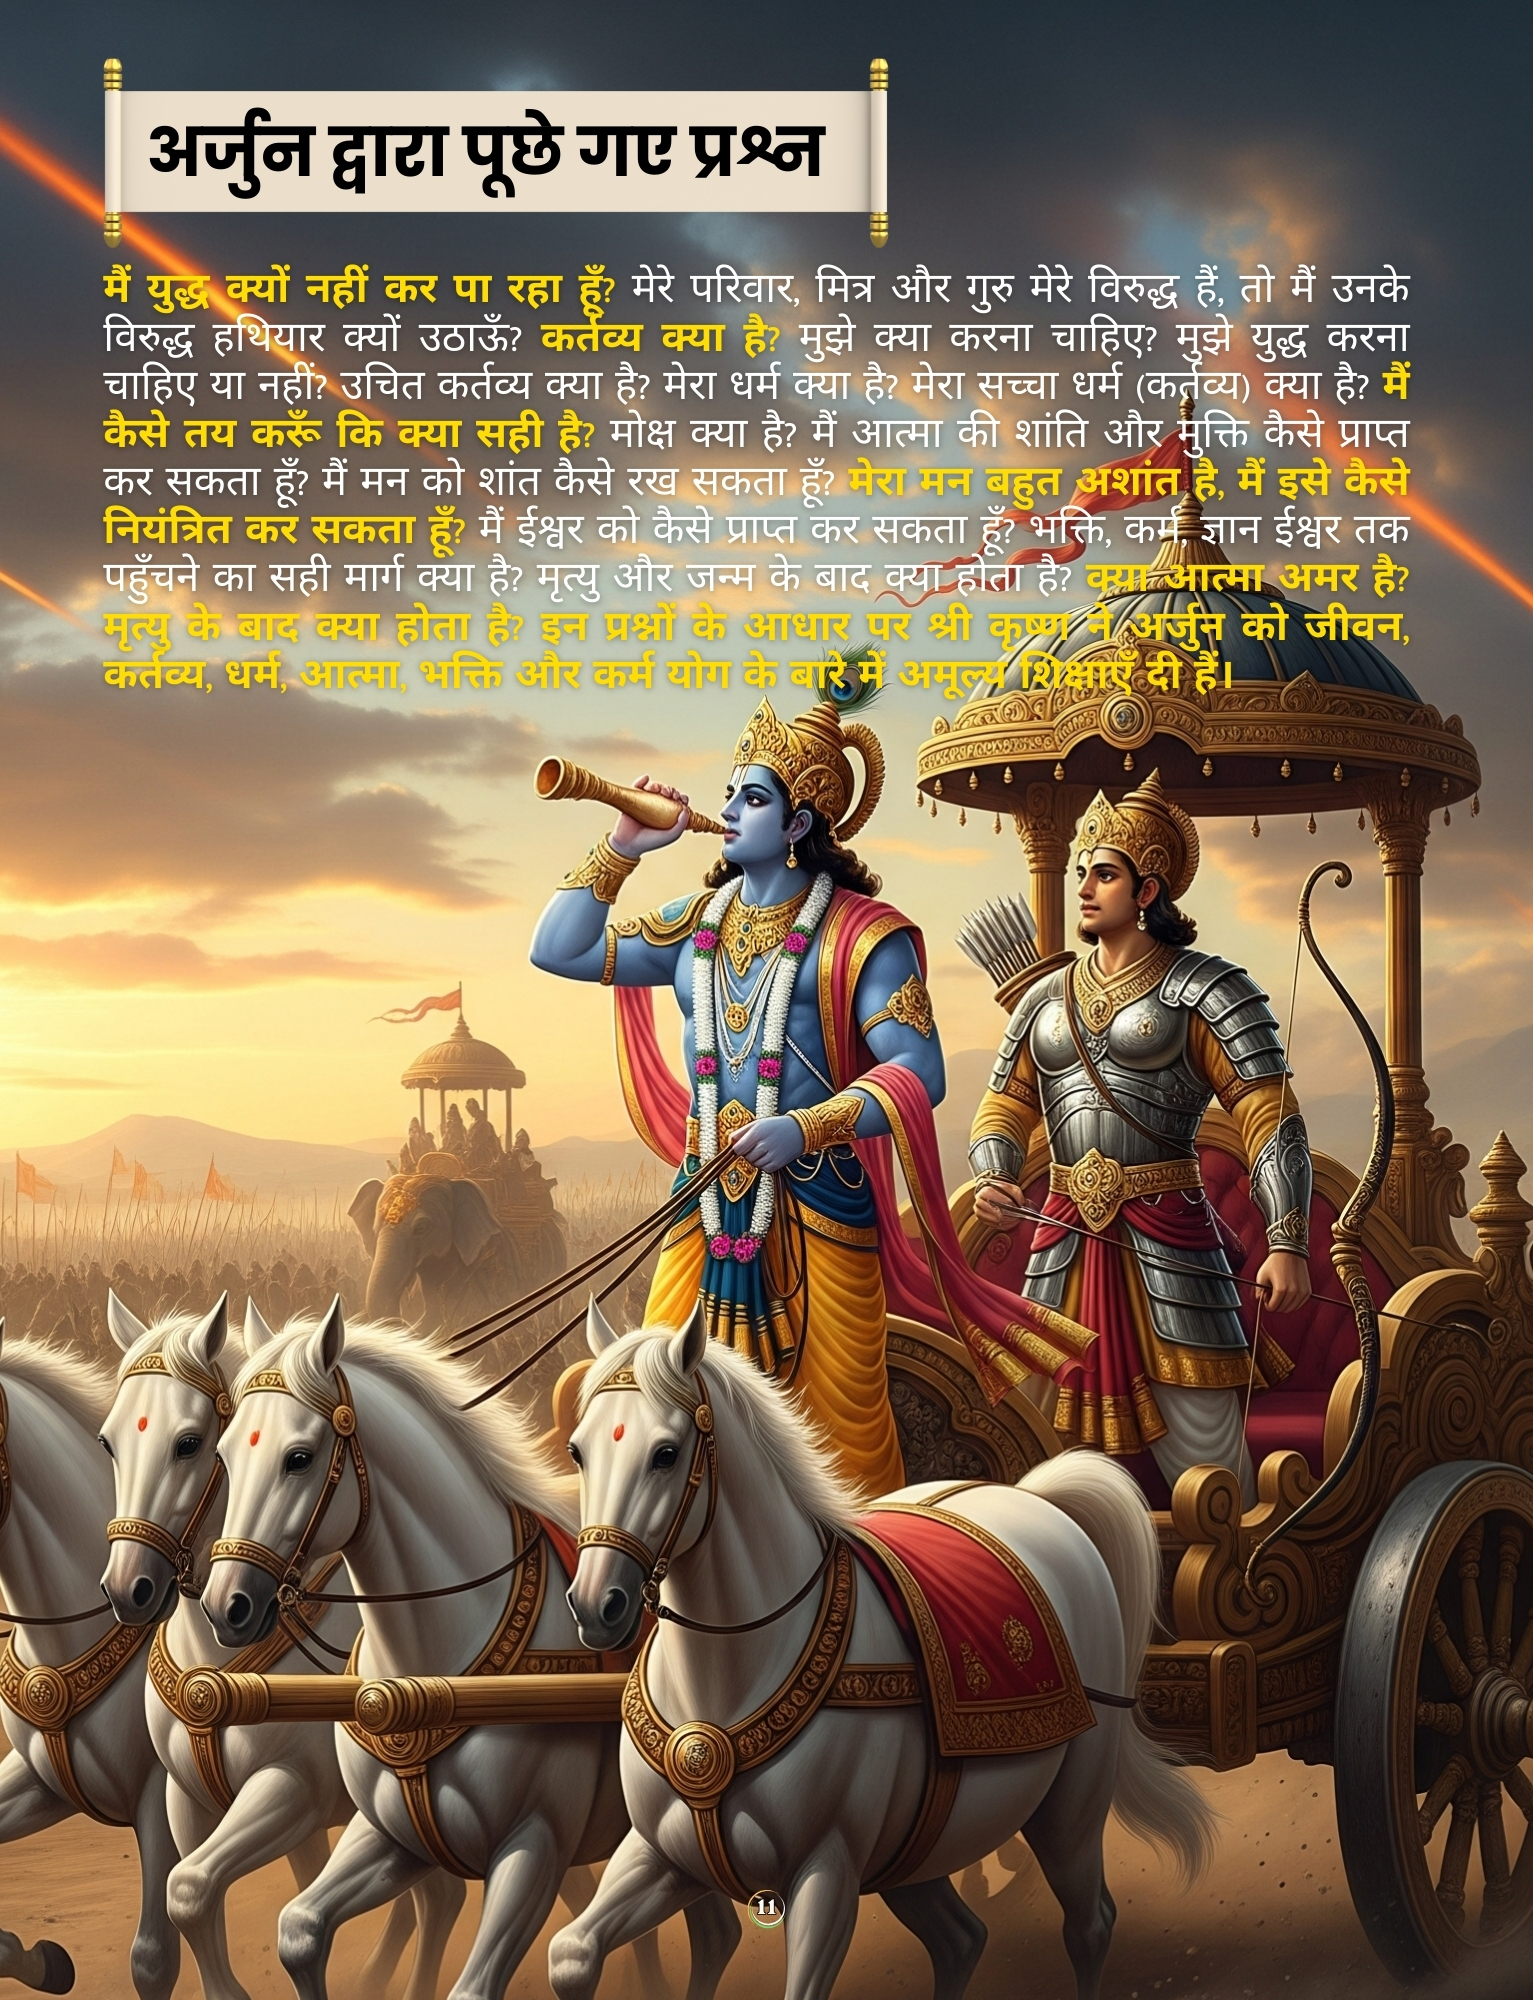 अर्जुन द्वारा पूछे गए प्रश्न
मैं युद्ध क्यों नहीं कर पा रहा हूँ? मेरे परिवार, मित्र और गुरु मेरे विरुद्ध हैं, तो मैं उनके
विरुद्ध हथियार क्यों उठाऊँ? कर्तव्य क्या है? मुझे क्या करना चाहिए? मुझे युद्ध करना
चाहिए या नहीं? उचित कर्तव्य क्या है? मेरा धर्म क्या है? मेरा सच्चा धर्म (कर्तव्य) क्या है? मैं
कैसे तय करूँ कि क्या सही है? मोक्ष क्या है? मैं आत्मा की शांति और मुक्ति कैसे प्राप्त
कर सकता हूँ? मैं मन को शांत कैसे रख सकता हूँ? मेरा मन बहुत अशांत है, मैं इसे कैसे
नियंत्रित कर सकता हूँ? मैं ईश्वर को कैसे प्राप्त कर सकता हूँ? भक्ति, कर्म, ज्ञान ईश्वर तक
पहुँचने का सही मार्ग क्या है? मृत्यु और जन्म के बाद क्या होता है? क्या आत्मा अमर है?
मृत्यु के बाद क्या होता है? इन प्रश्नों के आधार पर श्री कृष्ण ने अर्जुन को जीवन,
कर्तव्य, धर्म, आत्मा, भक्ति और कर्म योग के बारे में अमूल्य शिक्षाएँ दी हैं।
11